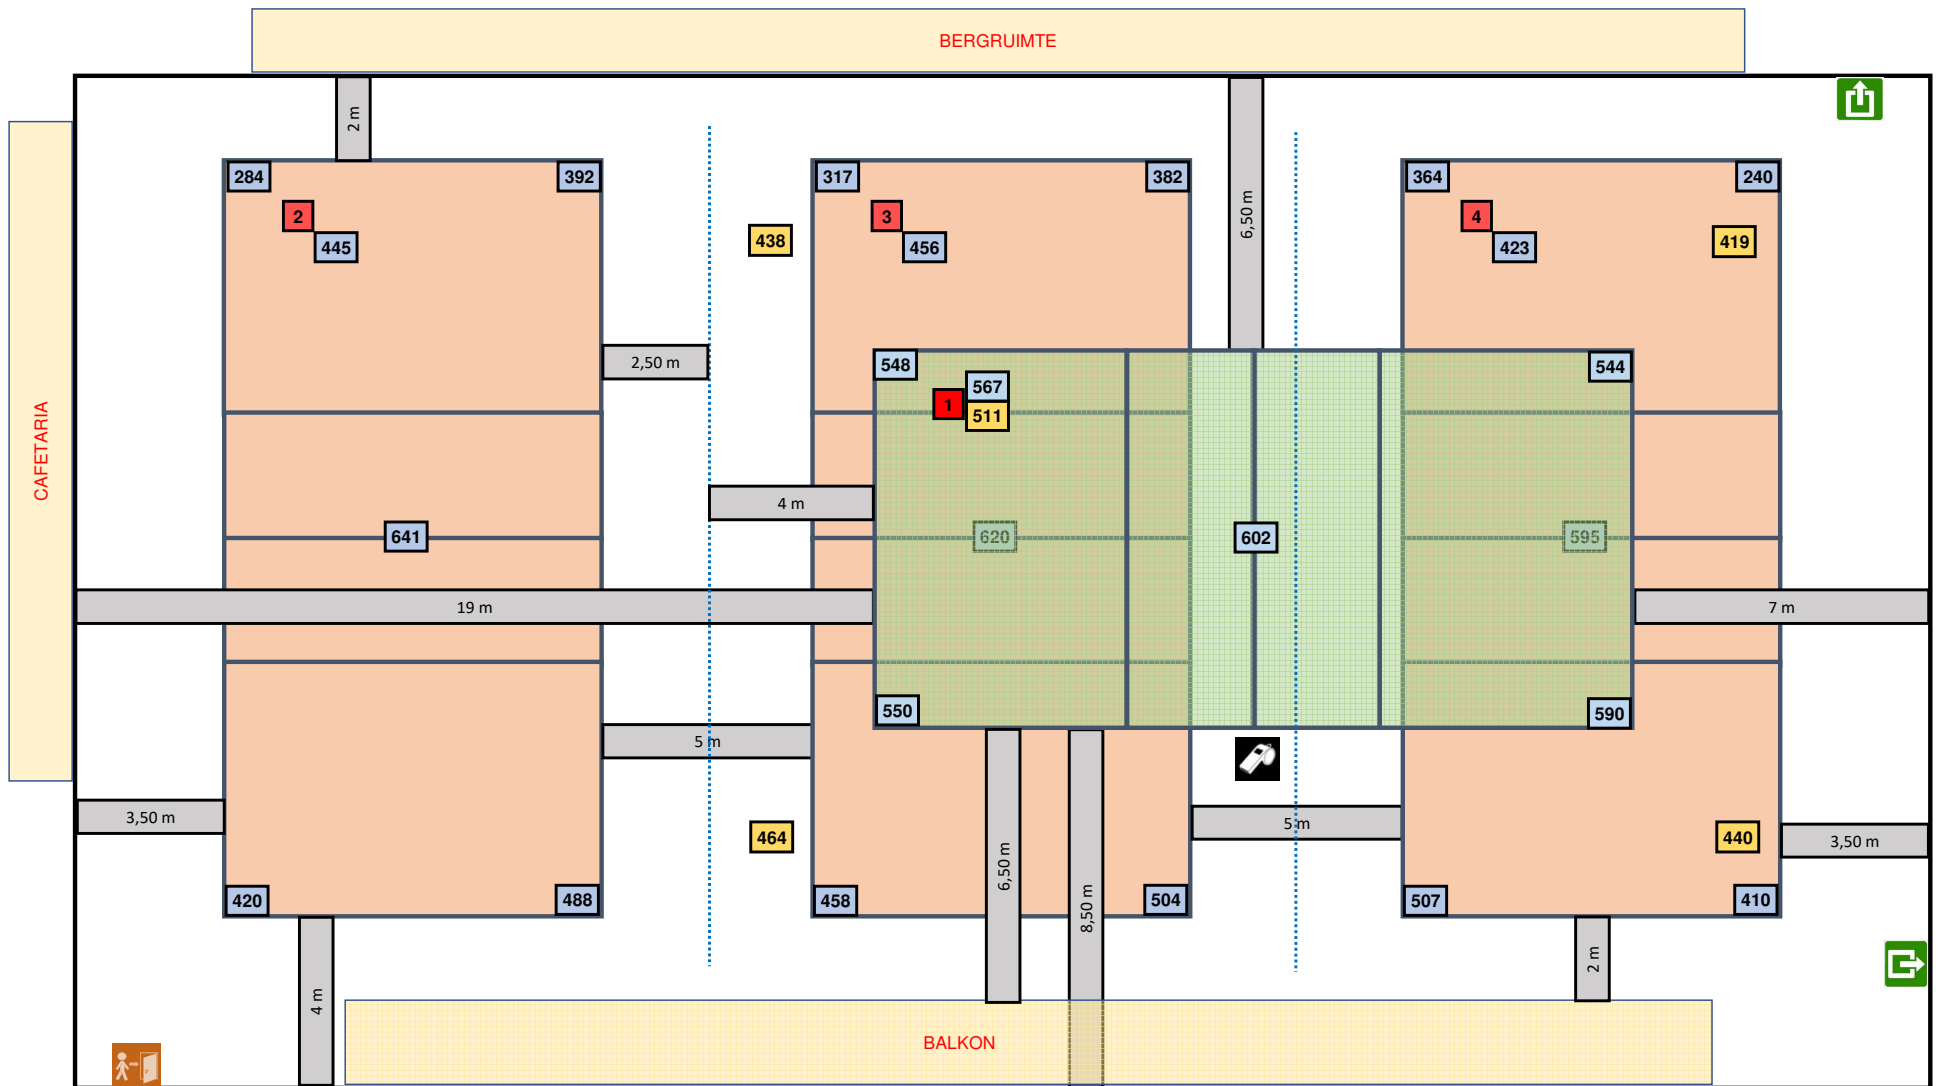 BERGRUIMTE
2 m
6,50 m
CAFETARIA
284
392
317
382
364
240
2
445
438
3
456
4
423
419
2,50 m
548
544
1
567
511
4 m
641
620
602
595
19 m
7 m
550
590
5 m
3,50 m
464
5 m
440
3,50 m
6,50 m
8,50 m
420
488
458
504
507
410
4 m
2 m
BALKON